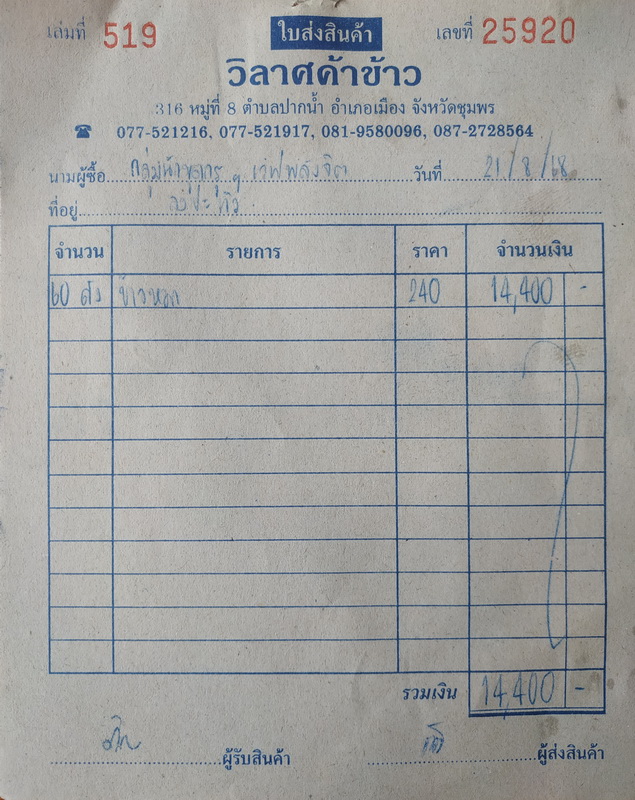 เล่มที่ 519 ใบส่งสินค้า เลขที่ 25920
วิลาศค้าข้าว
316 หมู่ที่ 8 ตำบลปากน้ำ อำเภอเมือง จังหวัดชุมพร
☎ 077-521216, 077-521917, 081-9580096, 087-2728564
นามผู้ซื้อ วันที่ 21/8/68
ที่อยู่
จำนวน รายการ ราคา จำนวนเงิน
60 ข้าวหอม 240 14,400 -
รวมเงิน 14,400 -
ผู้รับสินค้า ผู้ส่งสินค้า